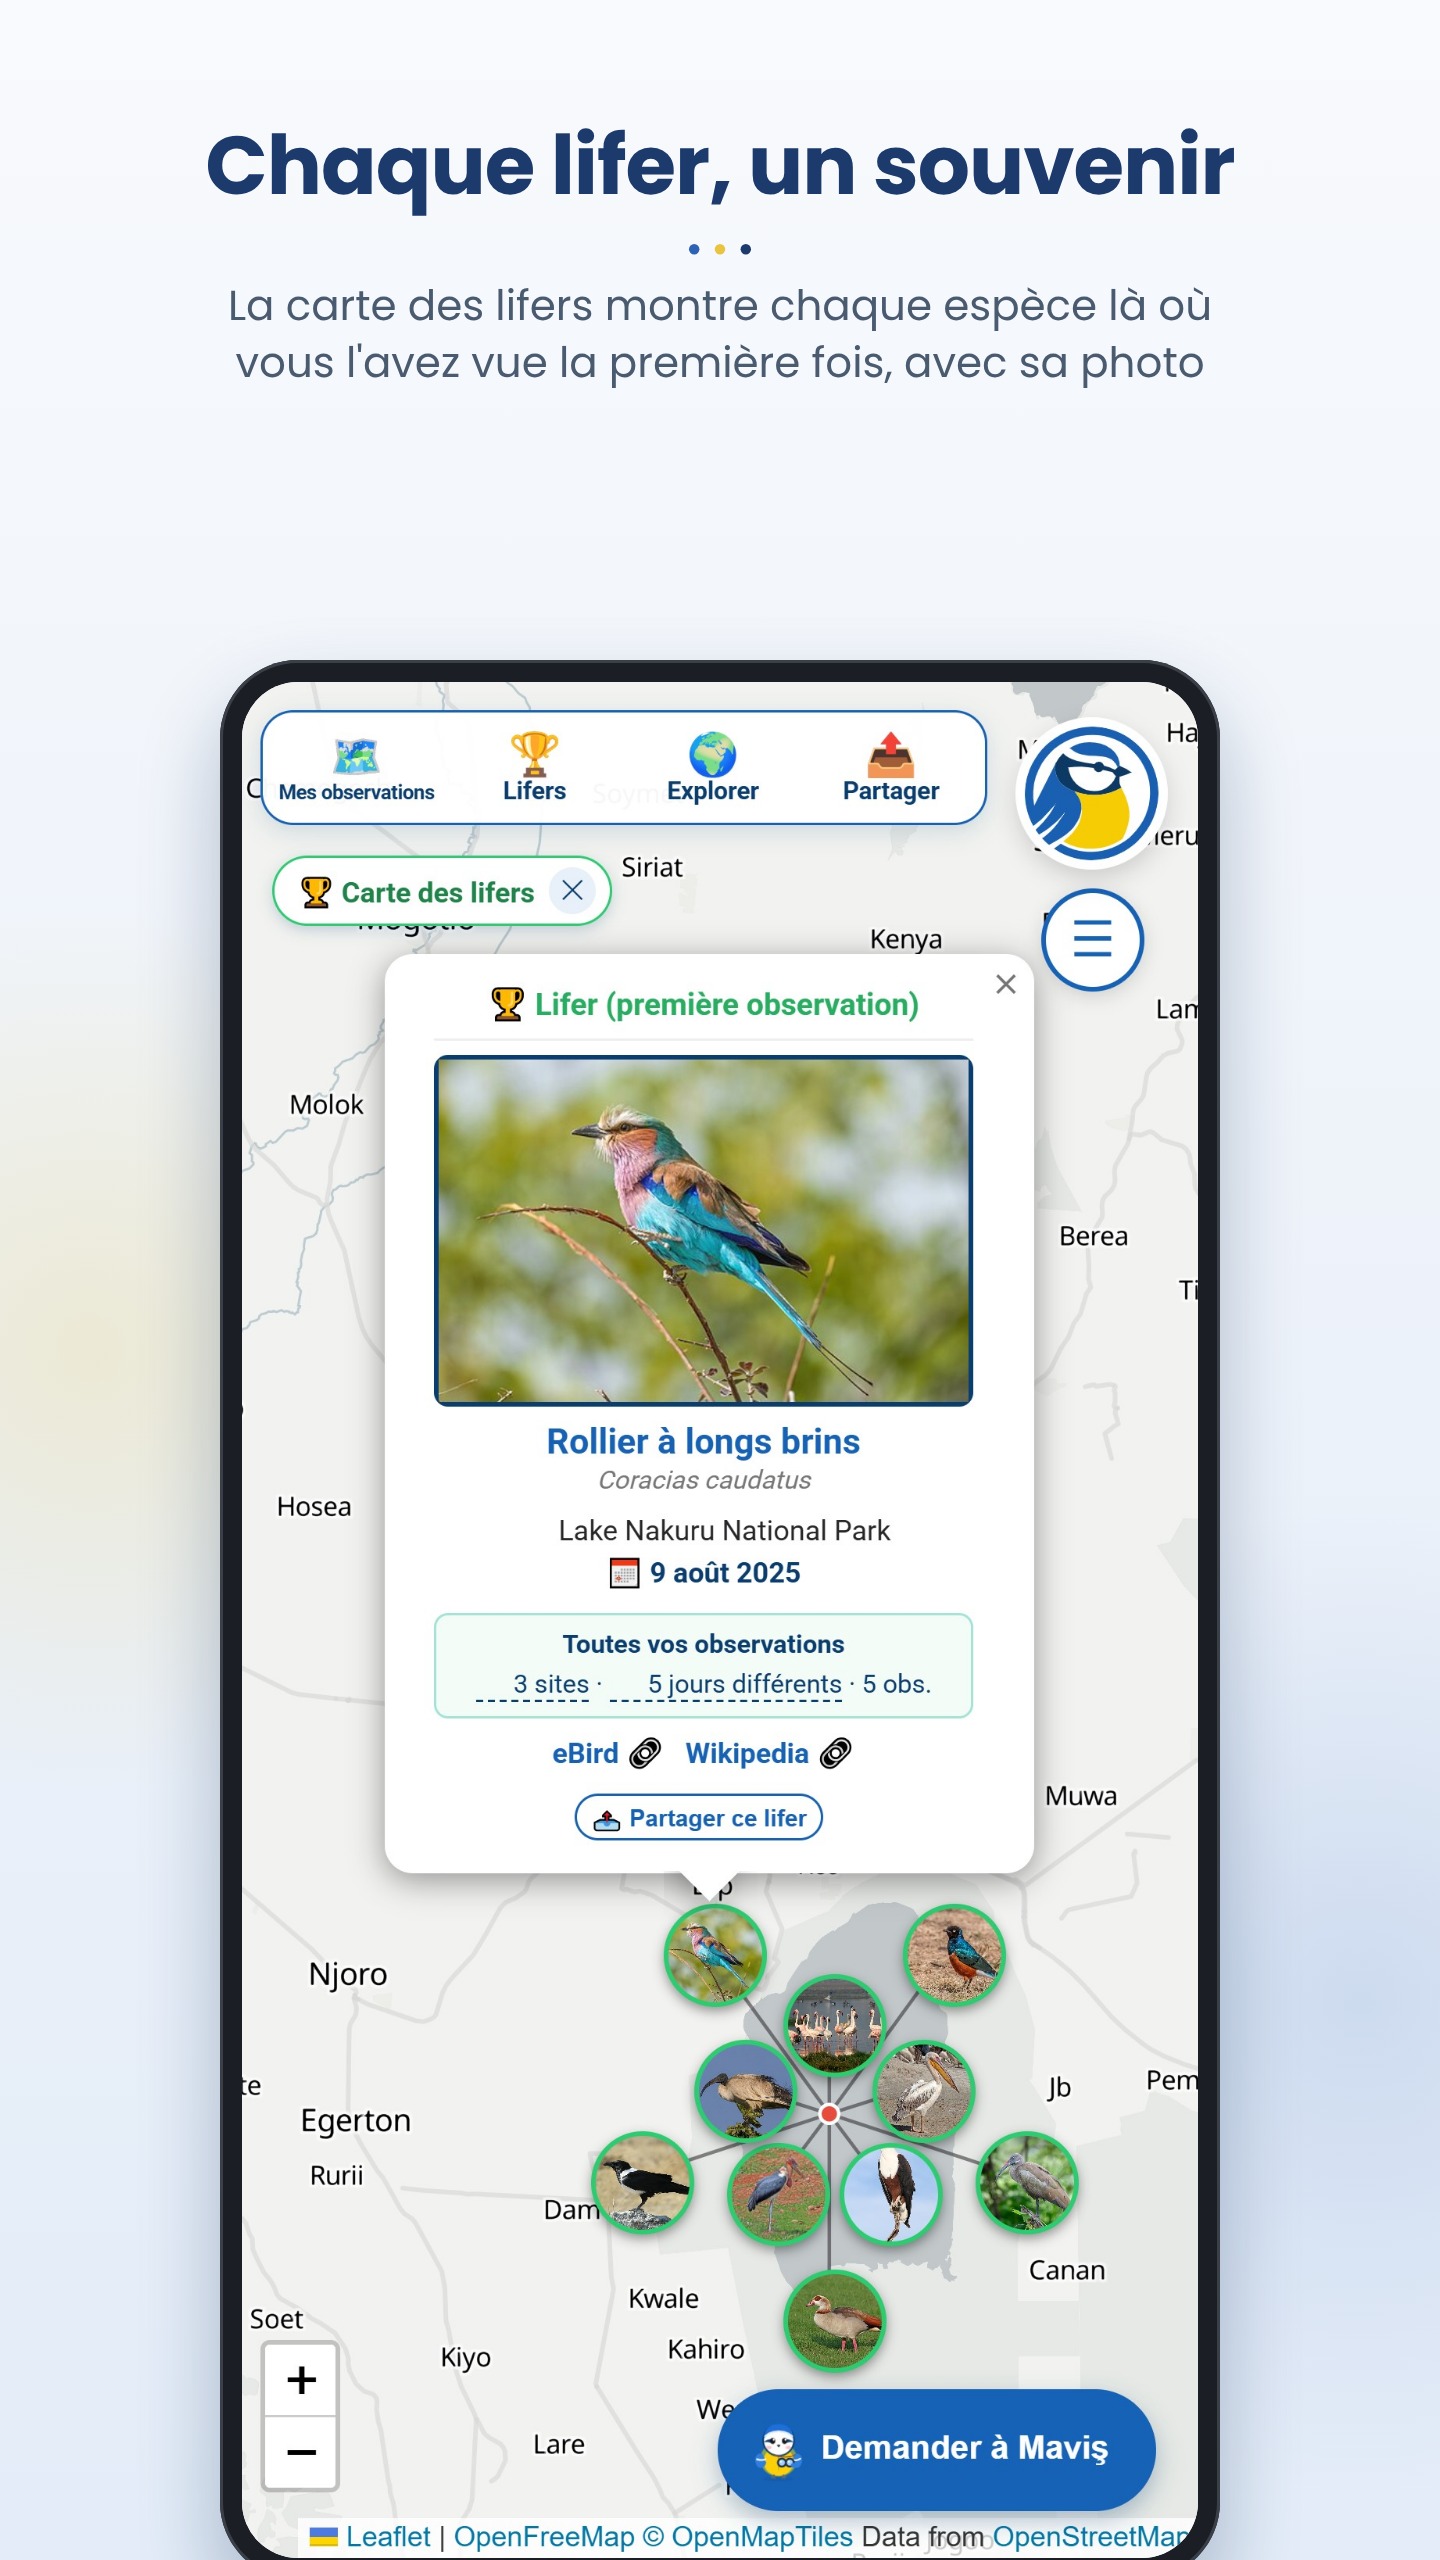 Chaque lifer, un souvenir
La carte des lifers montre chaque espèce là où
vous l'avez vue la première fois, avec sa photo
Mes observations
Lifers
Explorer
Partager
Siriat
Carte des lifers
Kenya
Lifer (première observation)
Molok
Berea
Rollier à longs brins
Coracias caudatus
Hosea
Lake Nakuru National Park
9 août 2025
Toutes vos observations
3 sites · 5 jours différents · 5 obs.
eBird Wikipedia
Muwa
Partager ce lifer
Njoro
Jb
Egerton
Rurii
Canan
Kwale
Soet
Kahiro
Kiyo
+
−
Lare
Demander à Maviş
Leaflet | OpenFreeMap © OpenMapTiles Data from OpenStreetMap